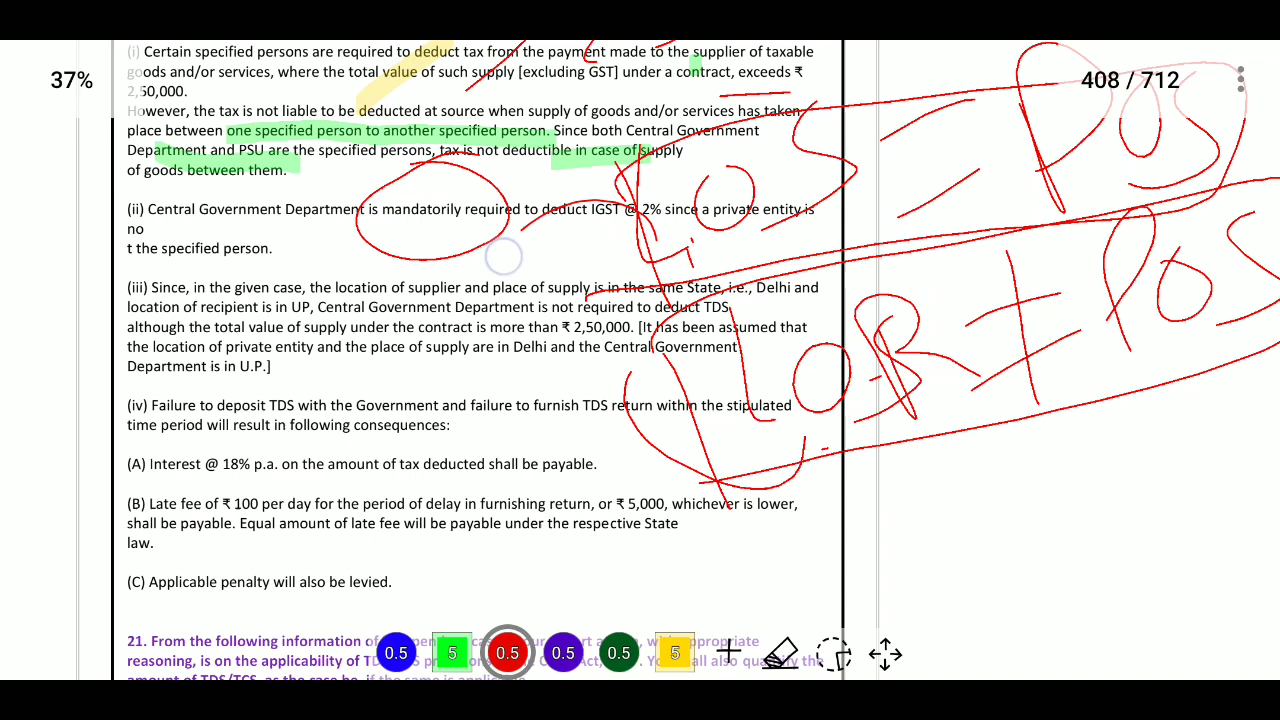 (i) Certain specified persons are required to deduct tax from the payment made to the supplier of taxable
goods and/or services, where the total value of such supply [excluding GST] under a contract, exceeds ₹
37%
408 / 712
2,50,000.
However, the tax is not liable to be deducted at source when supply of goods and/or services has taken
place between one specified person to another specified person. Since both Central Government
Department and PSU are the specified persons, tax is not deductible in case of supply
of goods between them.
LOS = POS
(ii) Central Government Department is mandatorily required to deduct IGST @ 2% since a private entity is
no
t the specified person.
(iii) Since, in the given case, the location of supplier and place of supply is in the same State, i.e., Delhi and
location of recipient is in UP, Central Government Department is not required to deduct TDS
although the total value of supply under the contract is more than ₹ 2,50,000. [It has been assumed that
the location of private entity and the place of supply are in Delhi and the Central Government
Department is in U.P.]
LOR ≠ POS
(iv) Failure to deposit TDS with the Government and failure to furnish TDS return within the stipulated
time period will result in following consequences:
(A) Interest @ 18% p.a. on the amount of tax deducted shall be payable.
(B) Late fee of ₹ 100 per day for the period of delay in furnishing return, or ₹ 5,000, whichever is lower,
shall be payable. Equal amount of late fee will be payable under the respective State
law.
(C) Applicable penalty will also be levied.
21. From the following information
reasoning, is on the applicability of
0.5 5 0.5 0.5 0.5 5